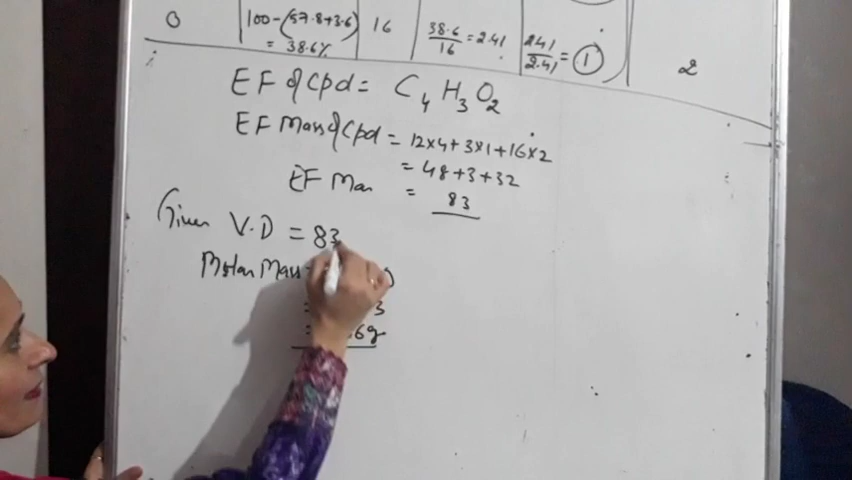 0 100-(57.8+3.6) 16 38.6/16 = 2.41 2.41/2.41 = 1 2
= 38.6%
EF of Cpd = C4H3O2
EF Mass of Cpd = 12×4+3×1+16×2
= 48+3+32
EF Mass = 83
Given V.D = 83
Molar Mass